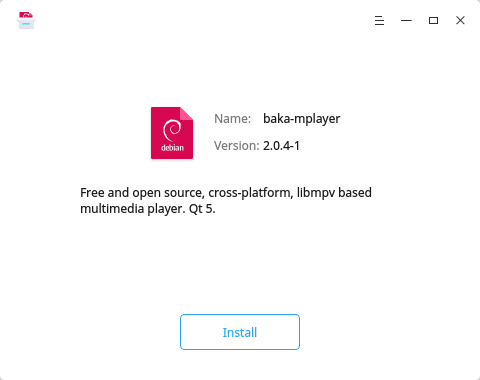 Name: baka-mplayer
debian
Version: 2.0.4-1
Free and open source, cross-platform, libmpv based
multimedia player. Qt 5.
Install